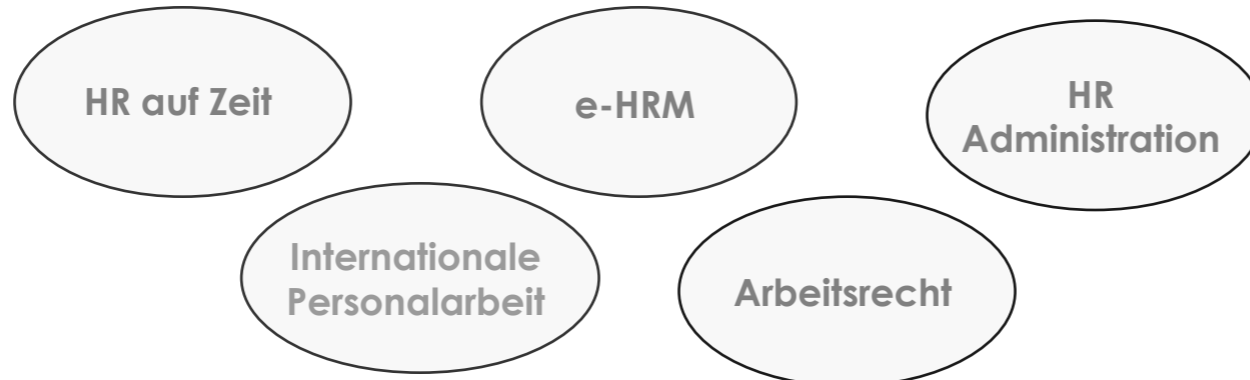 HR auf Zeit
e-HRM
HR
Administration
Internationale
Personalarbeit
Arbeitsrecht